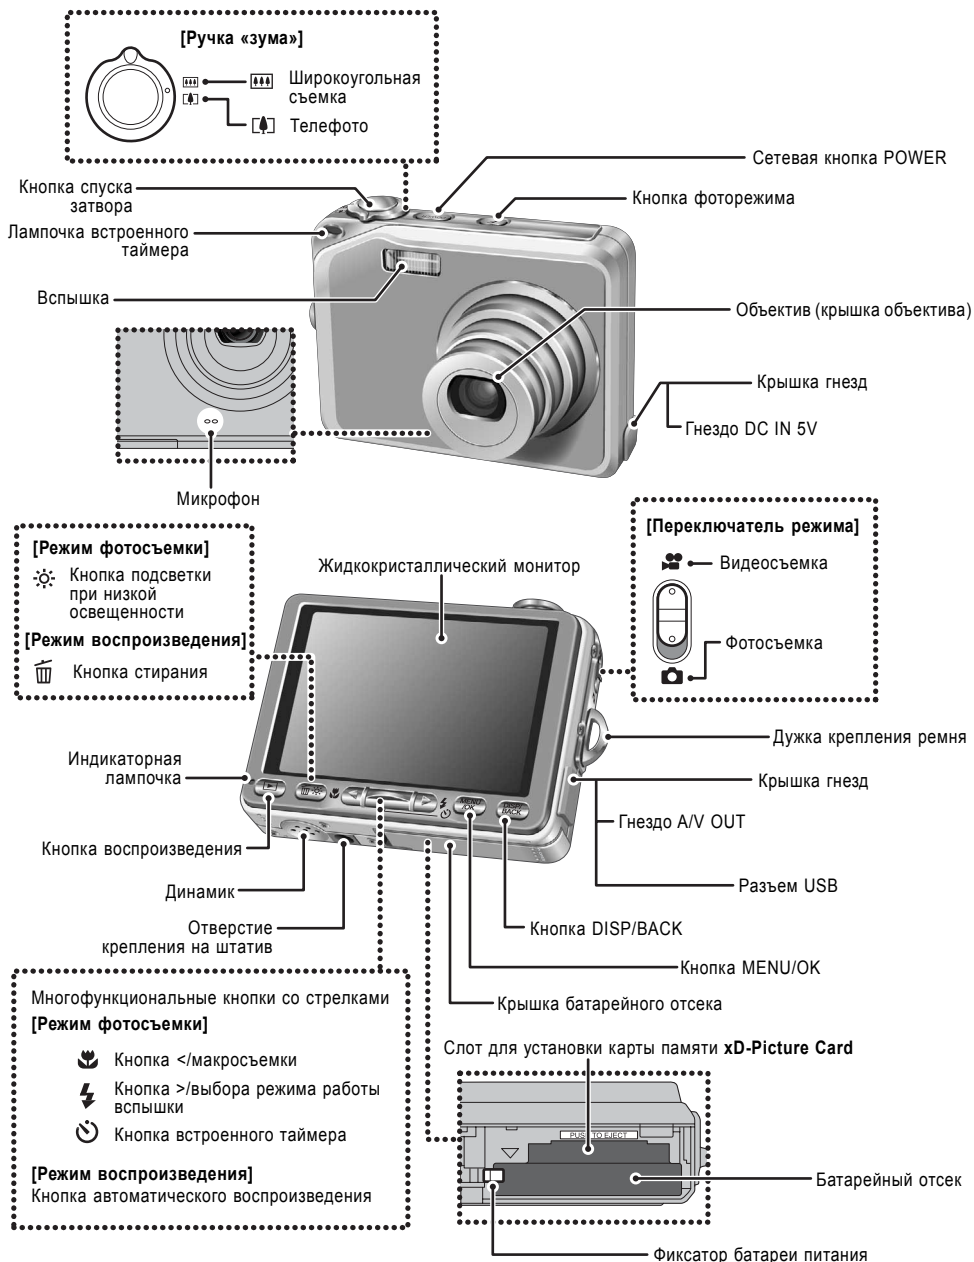 [Ручка «зума»]
Широкоугольная
съемка
Телефото
Сетевая кнопка POWER
Кнопка спуска
затвора
Кнопка фоторежима
Лампочка встроенного
таймера
Вспышка
Объектив (крышка объектива)
Крышка гнезд
Гнездо DC IN 5V
Микрофон
[Режим фотосъемки]
Кнопка подсветки
при низкой
освещенности
[Режим воспроизведения]
Кнопка стирания
Жидкокристаллический монитор
[Переключатель режима]
Видеосъемка
Фотосъемка
Дужка крепления ремня
Индикаторная
лампочка
Крышка гнезд
MENU
/OK
DISP/
BACK
Гнездо A/V OUT
Кнопка воспроизведения
Динамик
Разъем USB
Отверстие
крепления на штатив
Кнопка DISP/BACK
Кнопка MENU/OK
Крышка батарейного отсека
Многофункциональные кнопки со стрелками
[Режим фотосъемки]
Кнопка </макросъемки
Кнопка >/выбора режима работы
вспышки
Кнопка встроенного таймера
[Режим воспроизведения]
Кнопка автоматического воспроизведения
Слот для установки карты памяти xD-Picture Card
PUSH TO EJECT
Батарейный отсек
Фиксатор батареи питания